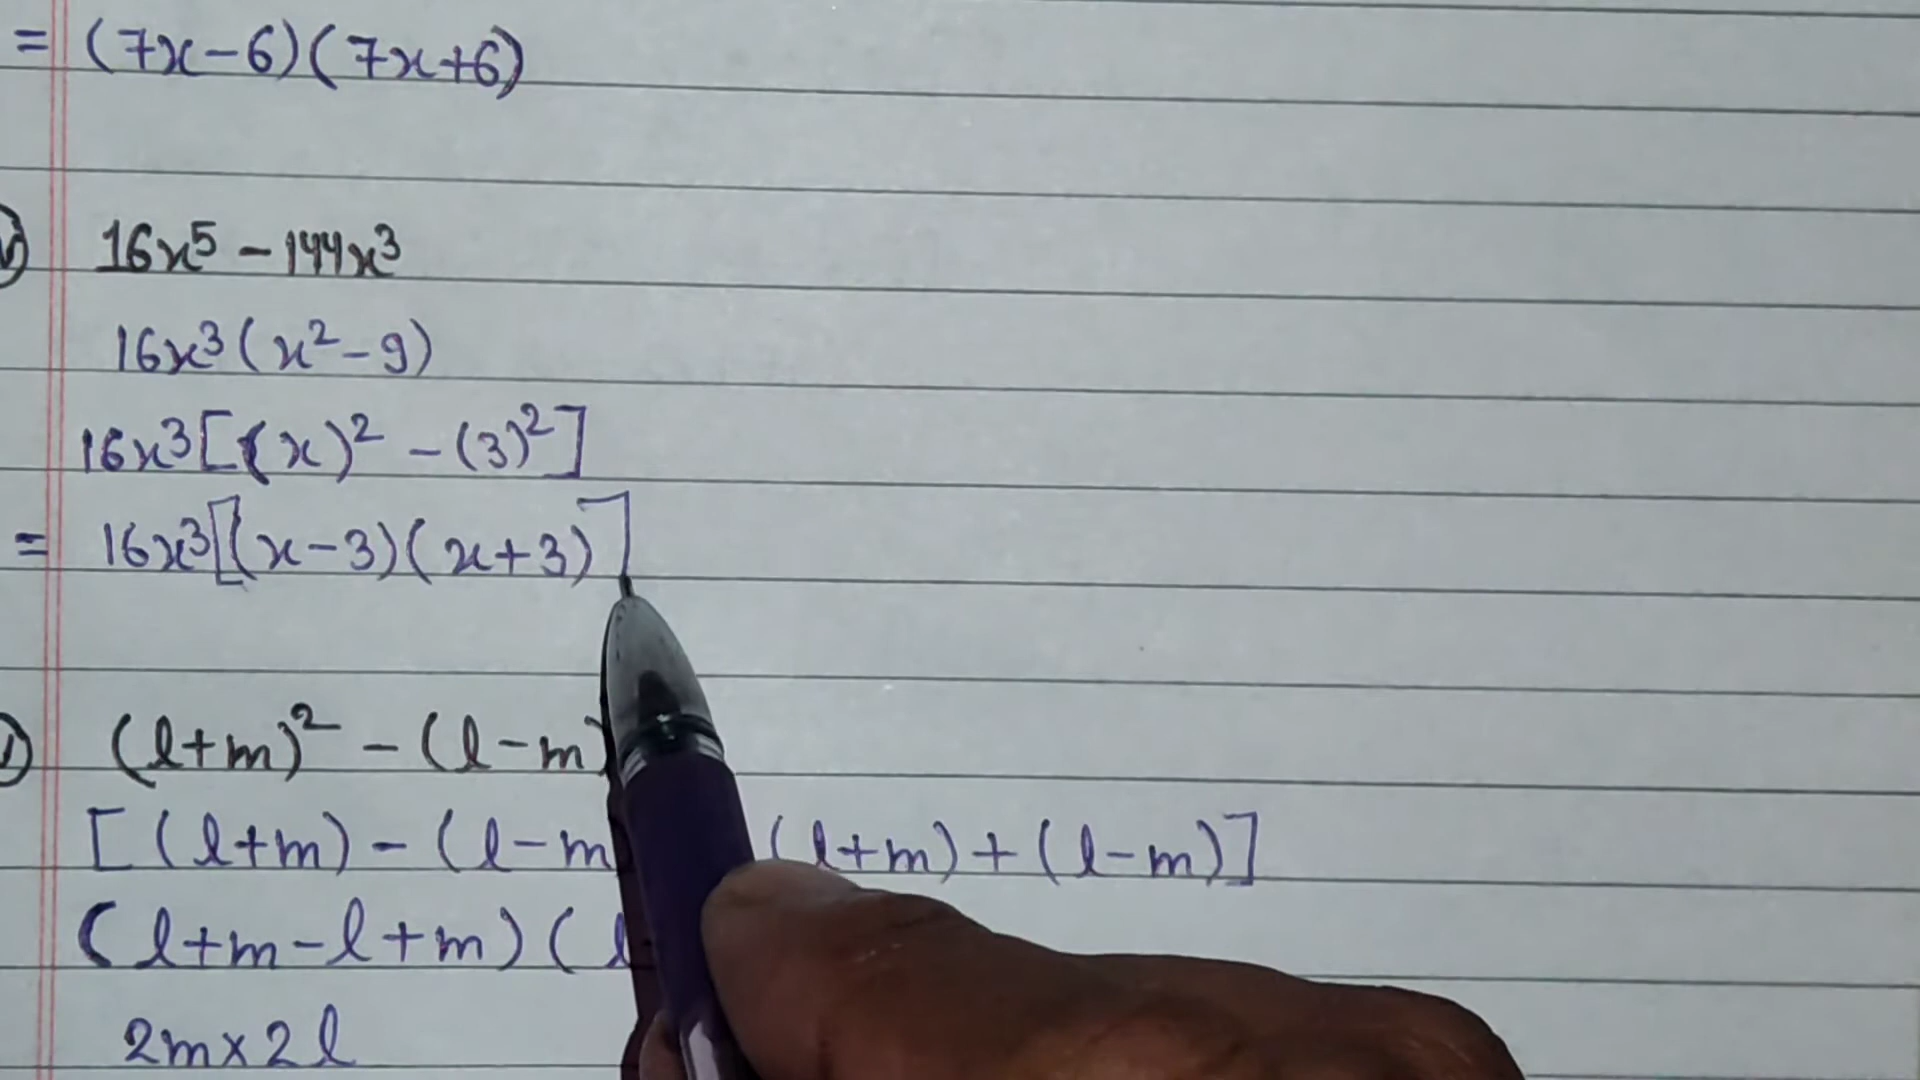 = (7x-6)(7x+6)
16x⁵ - 144x³
16x³(x² - 9)
16x³[(x)² - (3)²]
= 16x³[(x-3)(x+3)]
(l+m)² - (l-m)
[(l+m) - (l-m (l+m) + (l-m)]
(l+m-l+m)(l
2m×2l